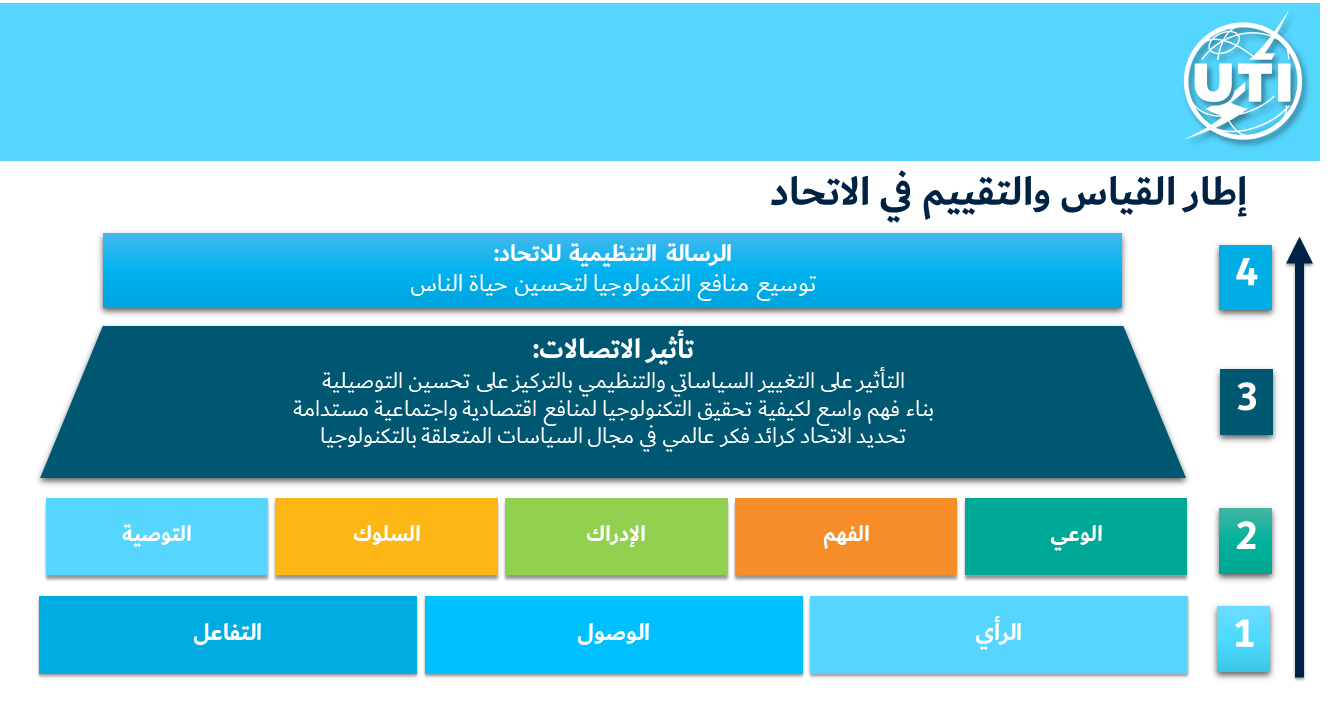 UTI
إطار القياس والتقييم في الاتحاد
4
الرسالة التنظيمية للاتحاد:
توسيع منافع التكنولوجيا لتحسين حياة الناس
3
تأثير الاتصالات:
التأثير على التغيير السياساتي والتنظيمي بالتركيز على تحسين التوصيلية
بناء فهم واسع لكيفية تحقيق التكنولوجيا لمنافع اقتصادية واجتماعية مستدامة
تحديد الاتحاد كرائد فكر عالمي في مجال السياسات المتعلقة بالتكنولوجيا
2
الوعي
الفهم
الإدراك
السلوك
التوصية
1
الرأي
الوصول
التفاعل